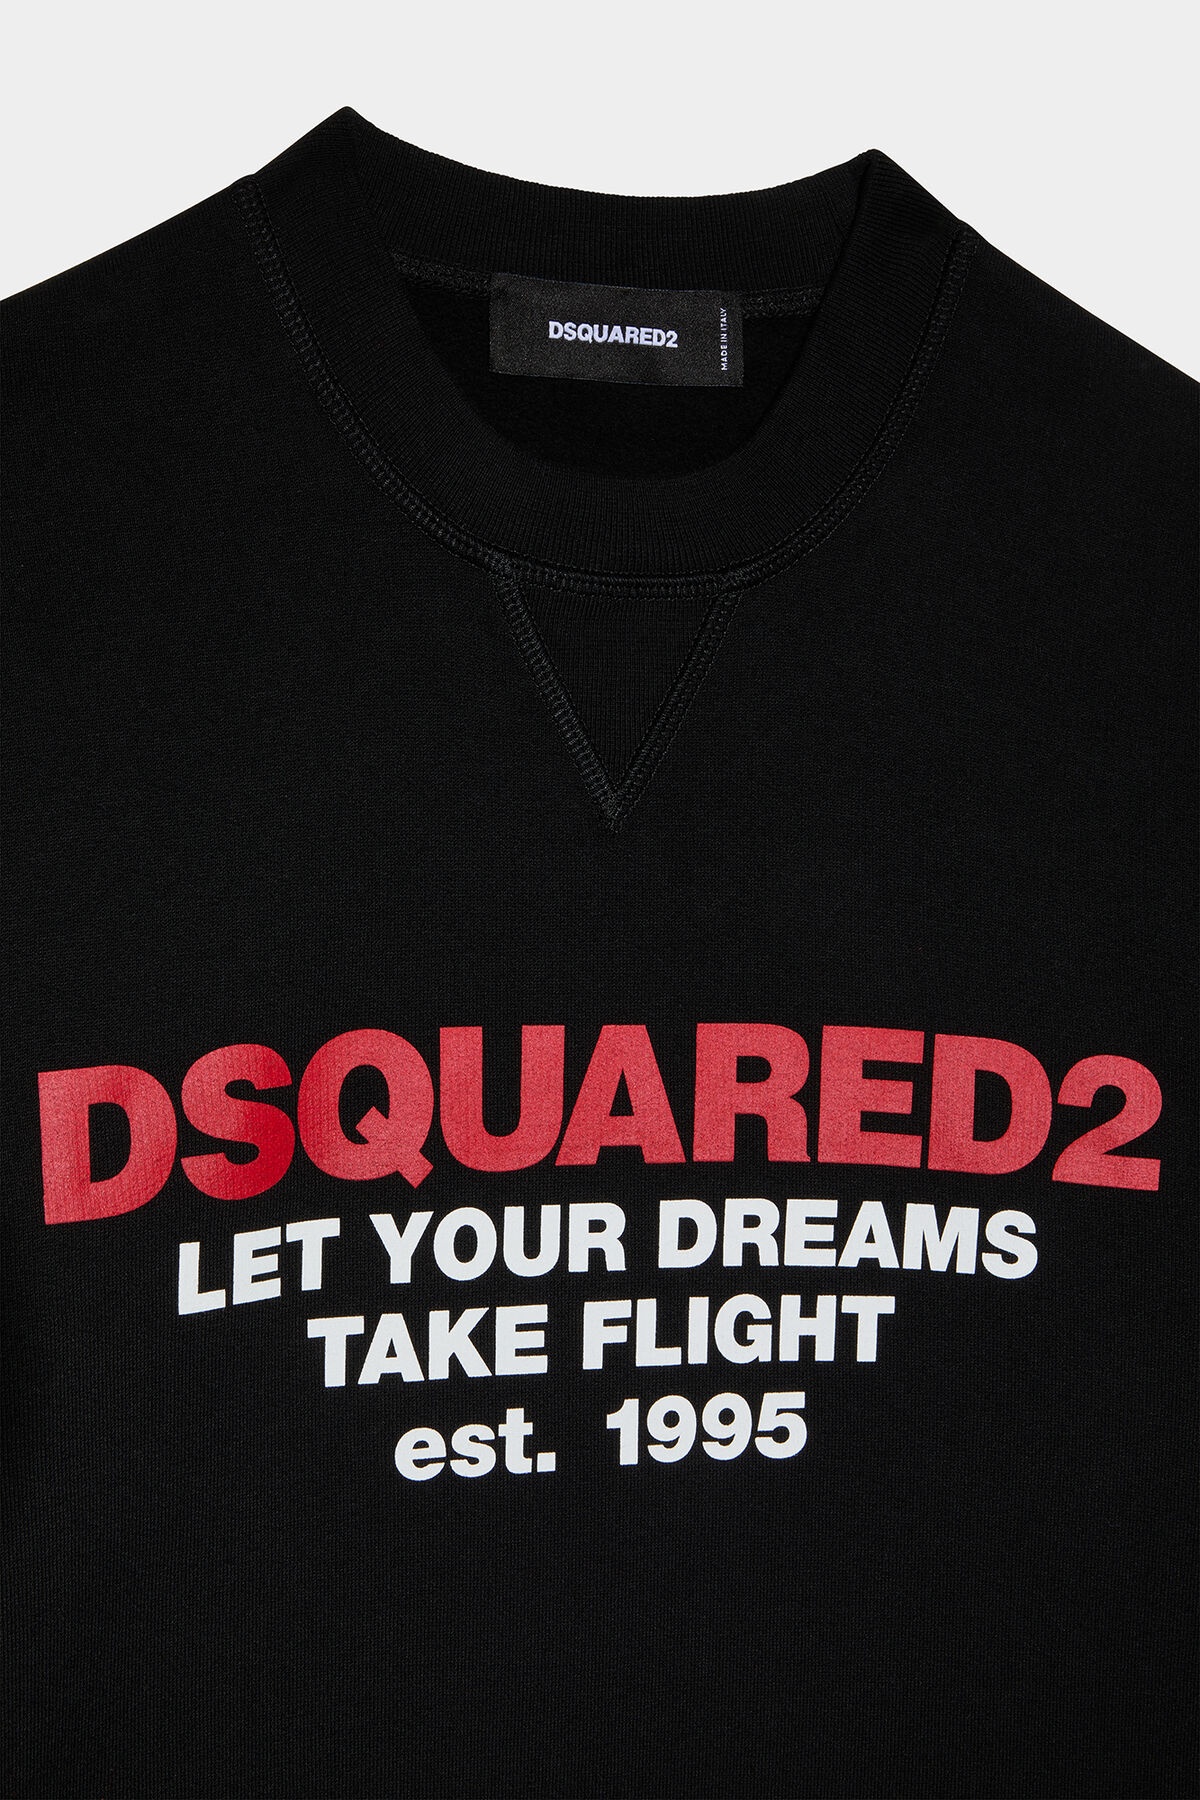 DSQUARED2
MADE IN ITALY
DSQUARED2
LET YOUR DREAMS
TAKE FLIGHT
est. 1995